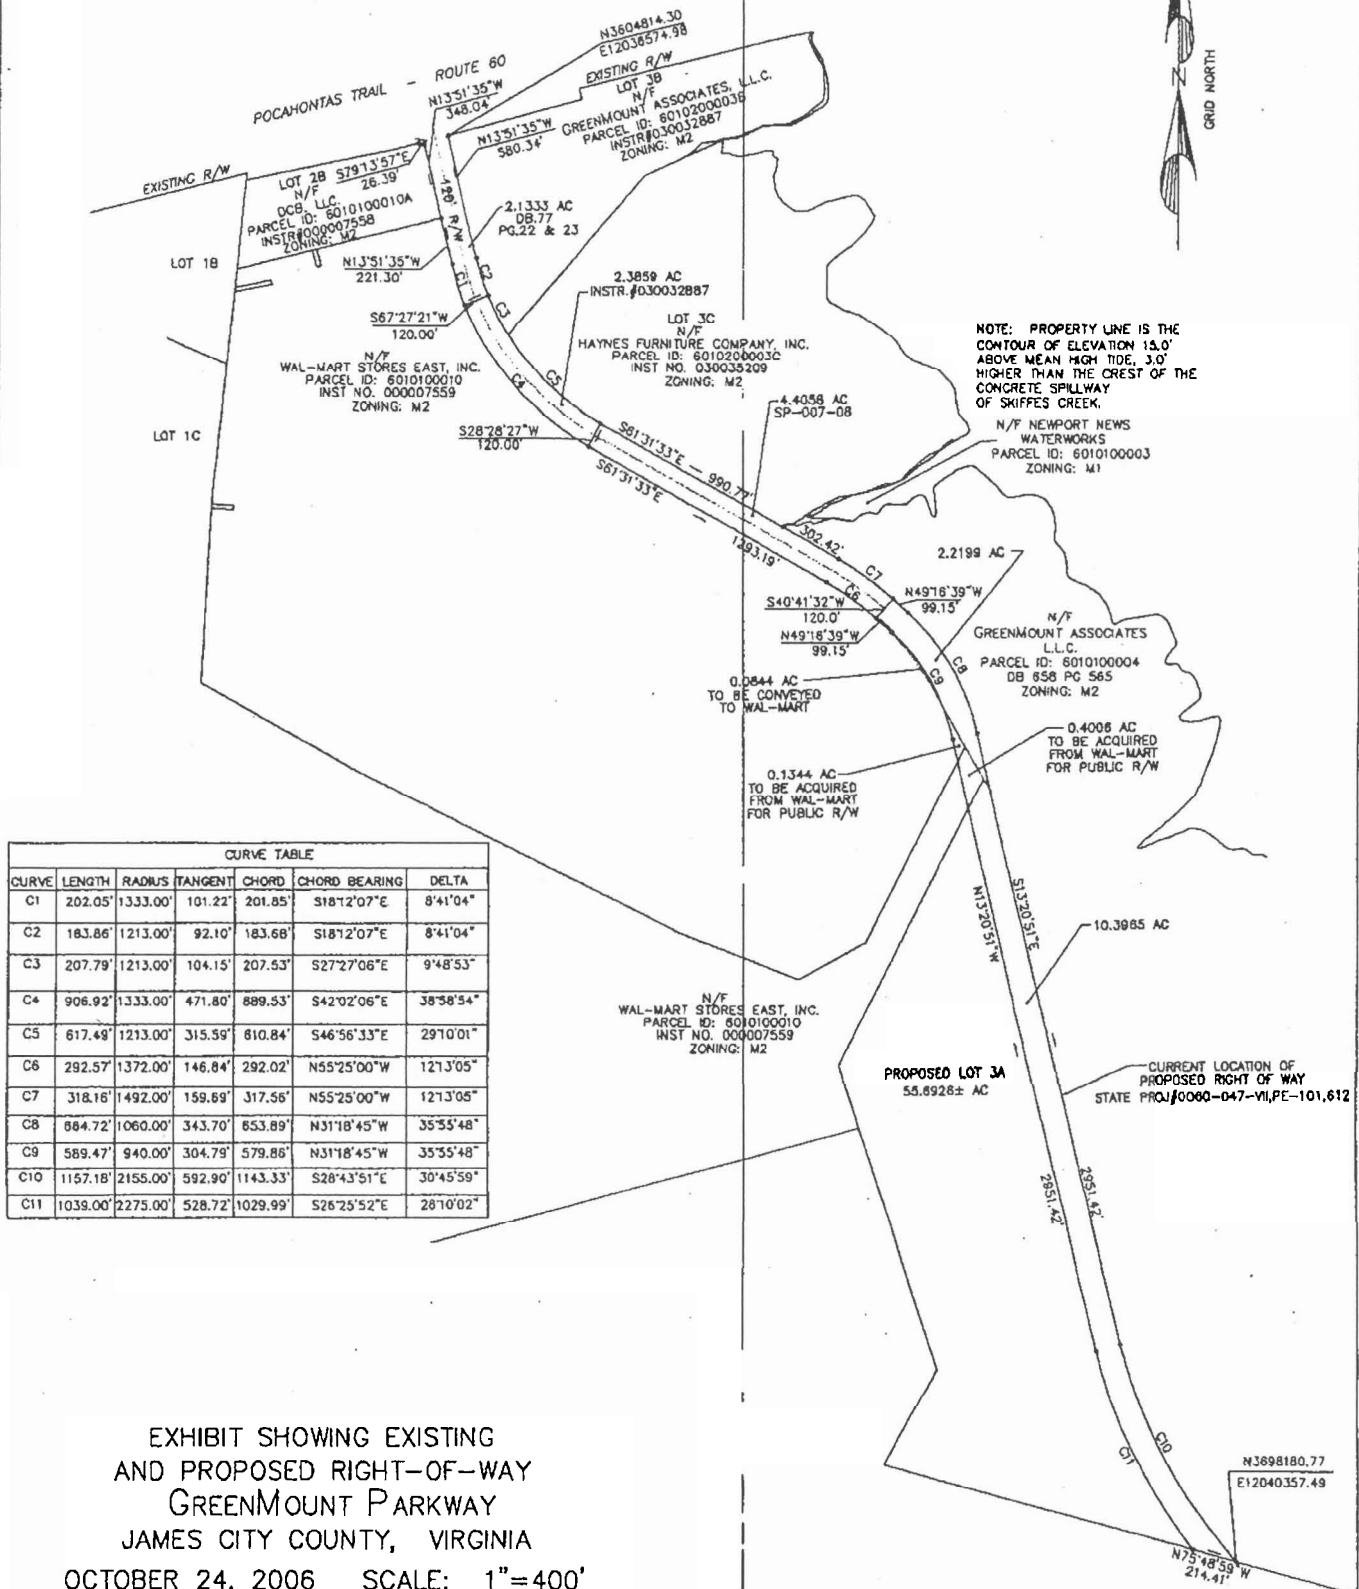 N3604814.30
E12038574.98
EXISTING R/W
POCAHONTAS TRAIL - ROUTE 60
N13°51'35"W
348.04'
LOT 3B
N/F
GREENMOUNT ASSOCIATES, L.L.C.
PARCEL ID: 6010200003B
INSTR#030032887
ZONING: M2
N13°51'35"W
580.34'
GRID NORTH
N
EXISTING R/W
LOT 2B
N/F
DCB, LLC.
PARCEL ID: 6010100010A
INSTR#000007558
ZONING: M2
S79°13'57"E
26.39'
120' R/W
2.1333 AC
DB.77
PG.22 & 23
LOT 1B
N13°51'35"W
221.30'
C1
C2
C3
2.3859 AC
INSTR.#030032887
S67°27'21"W
120.00'
LOT 3C
N/F
HAYNES FURNITURE COMPANY, INC.
PARCEL ID: 6010200003C
INST NO. 030035209
ZONING: M2
NOTE: PROPERTY LINE IS THE
CONTOUR OF ELEVATION 15.0'
ABOVE MEAN HIGH TIDE, 3.0'
HIGHER THAN THE CREST OF THE
CONCRETE SPILLWAY
OF SKIFFES CREEK.
N/F
WAL-MART STORES EAST, INC.
PARCEL ID: 6010100010
INST NO. 000007559
ZONING: M2
C4
C5
4.4058 AC
SP-007-08
N/F NEWPORT NEWS
WATERWORKS
PARCEL ID: 6010100003
ZONING: M1
LOT 1C
S28°28'27"W
120.00'
S61°31'33"E - 990.77'
S61°31'33"E
1293.19'
302.42'
2.2199 AC
C7
C6
S40°41'32"W
120.0'
N49°18'39"W
99.15'
N49°18'39"W
99.15'
N/F
GREENMOUNT ASSOCIATES
L.L.C.
PARCEL ID: 6010100004
DB 658 PG 565
ZONING: M2
C8
C9
0.0844 AC
TO BE CONVEYED
TO WAL-MART
0.4006 AC
TO BE ACQUIRED
FROM WAL-MART
FOR PUBLIC R/W
0.1344 AC
TO BE ACQUIRED
FROM WAL-MART
FOR PUBLIC R/W
CURVE TABLE
CURVE LENGTH RADIUS TANGENT CHORD CHORD BEARING DELTA
C1 202.05' 1333.00' 101.22' 201.85' S18°12'07"E 8°41'04"
C2 183.86' 1213.00' 92.10' 183.68' S18°12'07"E 8°41'04"
C3 207.79' 1213.00' 104.15' 207.53' S27°27'06"E 9°48'53"
C4 906.92' 1333.00' 471.80' 889.53' S42°02'06"E 38°58'54"
C5 617.49' 1213.00' 315.59' 610.84' S46°56'33"E 29°10'01"
C6 292.57' 1372.00' 146.84' 292.02' N55°25'00"W 12°13'05"
C7 318.16' 1492.00' 159.69' 317.56' N55°25'00"W 12°13'05"
C8 664.72' 1060.00' 343.70' 653.89' N31°18'45"W 35°55'48"
C9 589.47' 940.00' 304.79' 579.86' N31°18'45"W 35°55'48"
C10 1157.18' 2155.00' 592.90' 1143.33' S28°43'51"E 30°45'59"
C11 1039.00' 2275.00' 528.72' 1029.99' S26°25'52"E 26°10'02"
N13°20'51"W
S13°20'51"E
10.3965 AC
N/F
WAL-MART STORES EAST, INC.
PARCEL ID: 6010100010
INST NO. 000007559
ZONING: M2
PROPOSED LOT 3A
55.6926± AC
CURRENT LOCATION OF
PROPOSED RIGHT OF WAY
STATE PROJ#0060-047-VII,PE-101,612
2951.42'
2951.42'
C10
C11
N3698180.77
E12040357.49
N75°48'59"W
214.41'
EXHIBIT SHOWING EXISTING
AND PROPOSED RIGHT-OF-WAY
GREENMOUNT PARKWAY
JAMES CITY COUNTY, VIRGINIA
OCTOBER 24, 2006 SCALE: 1"=400'